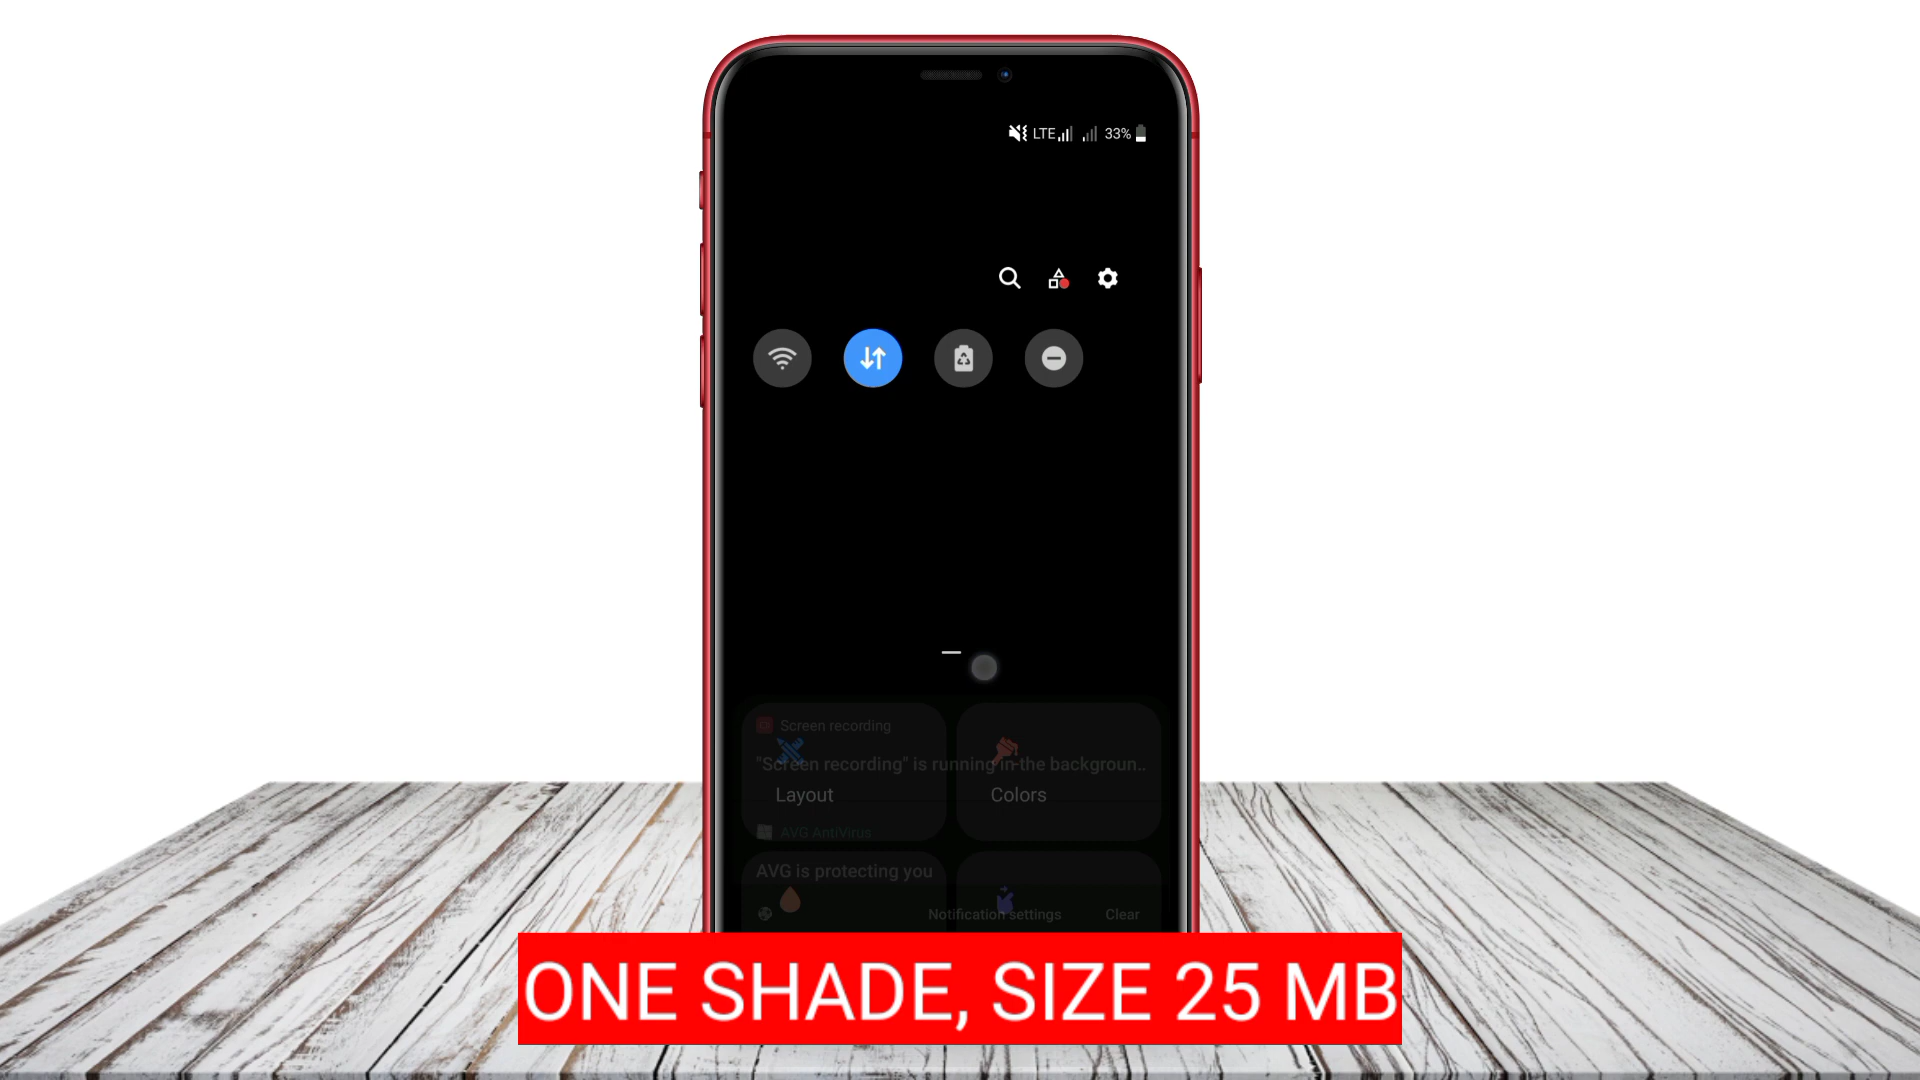 LTE 33%
Screen recording
"Screen recording" is running in the backgroun..
Layout
Colors
AVG AntiVirus
AVG is protecting you
Notification settings
Clear
ONE SHADE, SIZE 25 MB